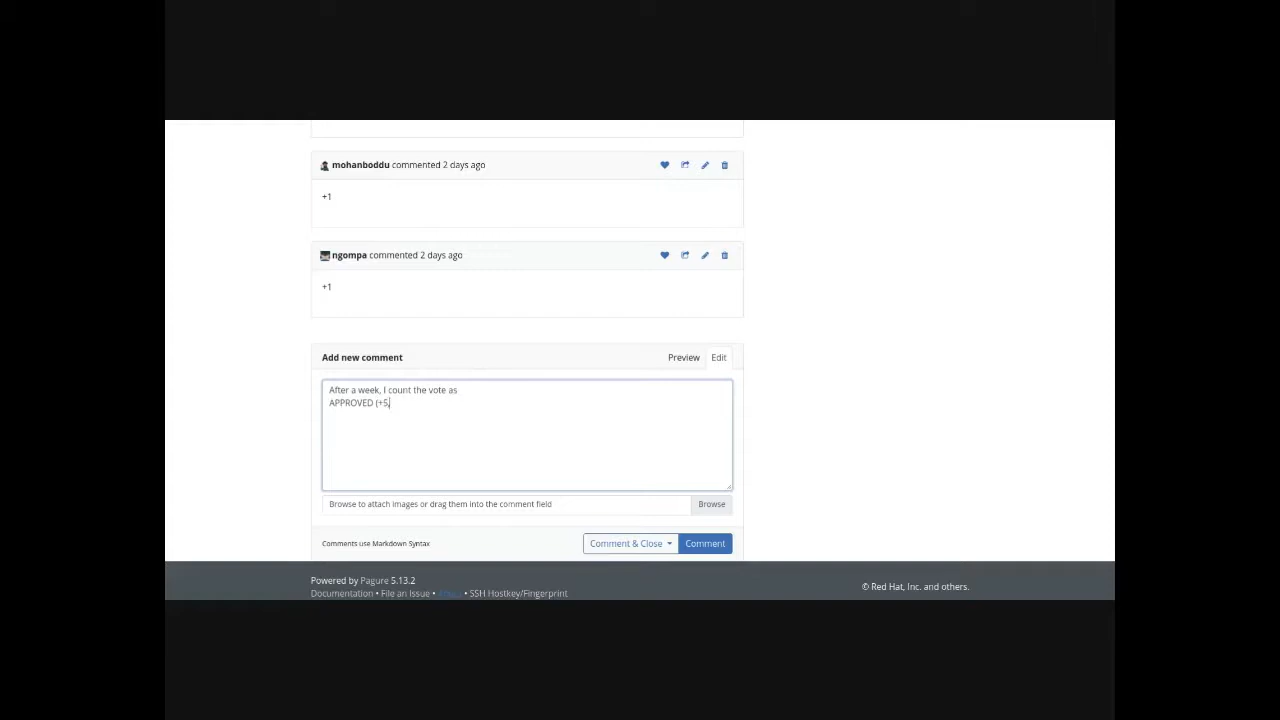 mohanboddu commented 2 days ago
+1
ngompa commented 2 days ago
+1
Add new comment
Preview
Edit
After a week, I count the vote as
APPROVED (+5,
Browse to attach images or drag them into the comment field
Browse
Comments use Markdown Syntax
Comment & Close
Comment
Powered by Pagure 5.13.2
© Red Hat, Inc. and others.
Documentation • File an Issue • About • SSH Hostkey/Fingerprint